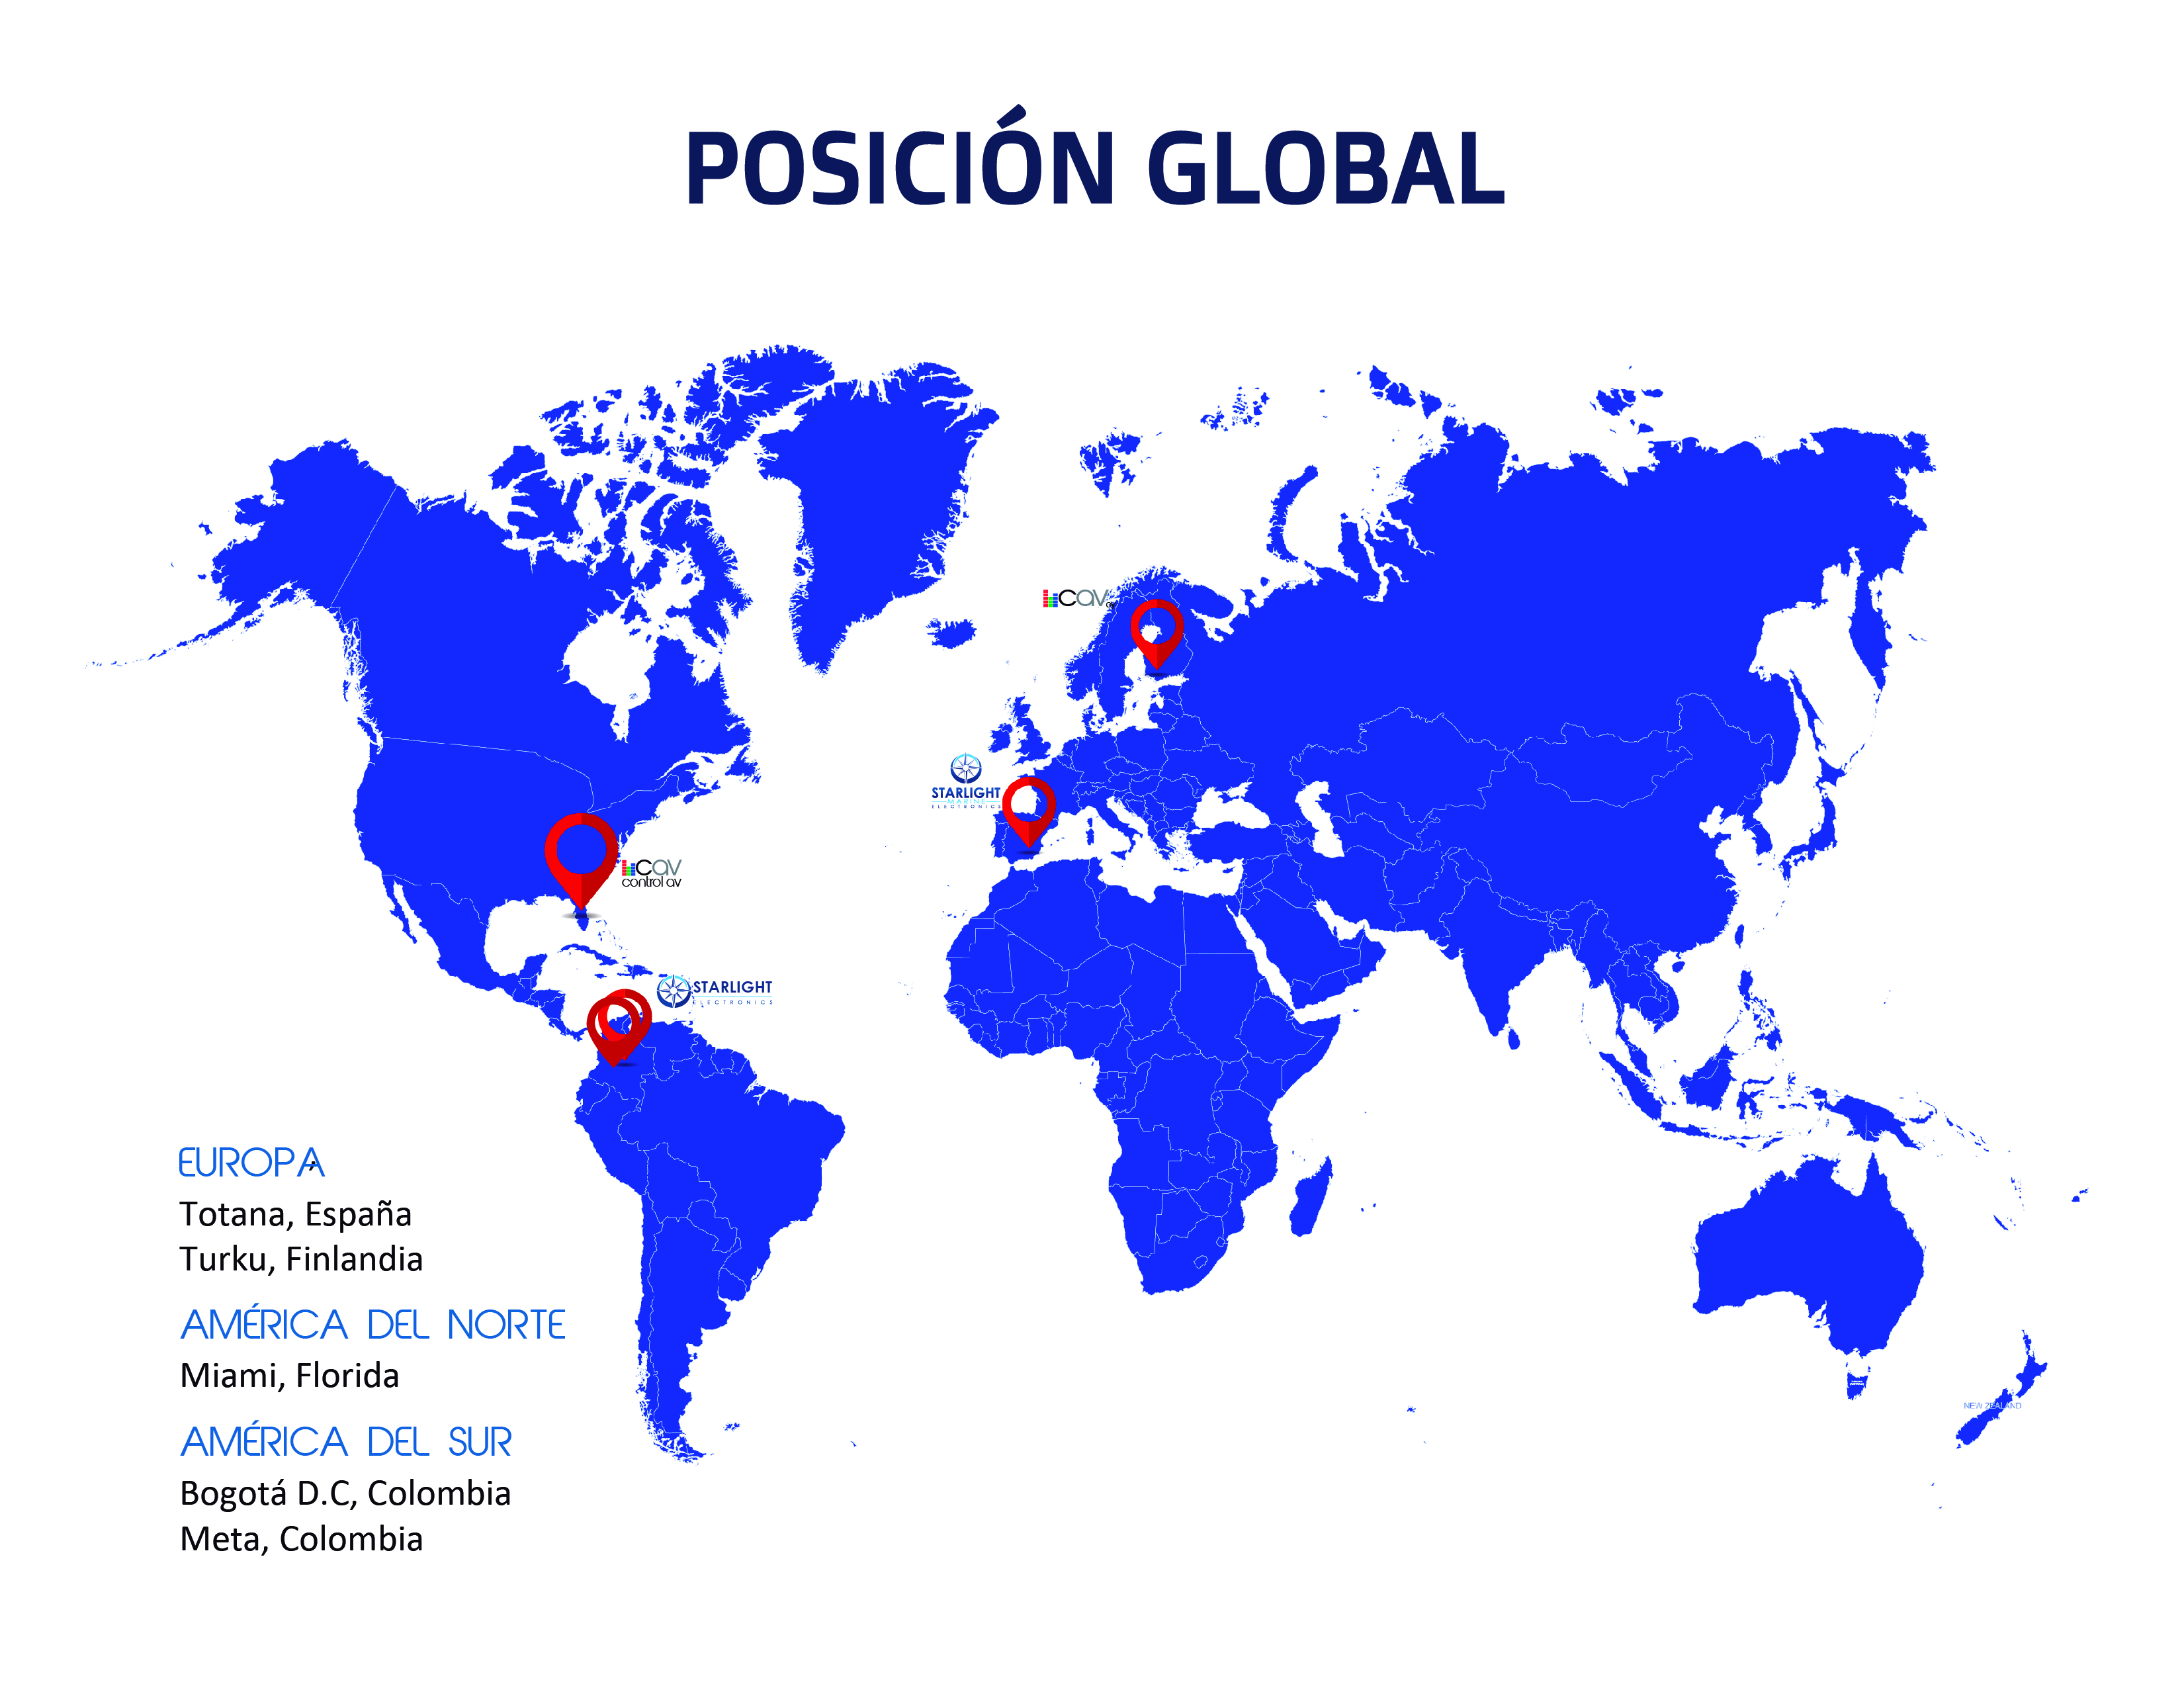 POSICIÓN GLOBAL
CAV
STARLIGHT
MARINE
ELECTRONICS
CAV
control av
STARLIGHT
ELECTRONICS
EUROPA
Totana, España
Turku, Finlandia
AMÉRICA DEL NORTE
Miami, Florida
AMÉRICA DEL SUR
Bogotá D.C, Colombia
Meta, Colombia
NEW ZEALAND